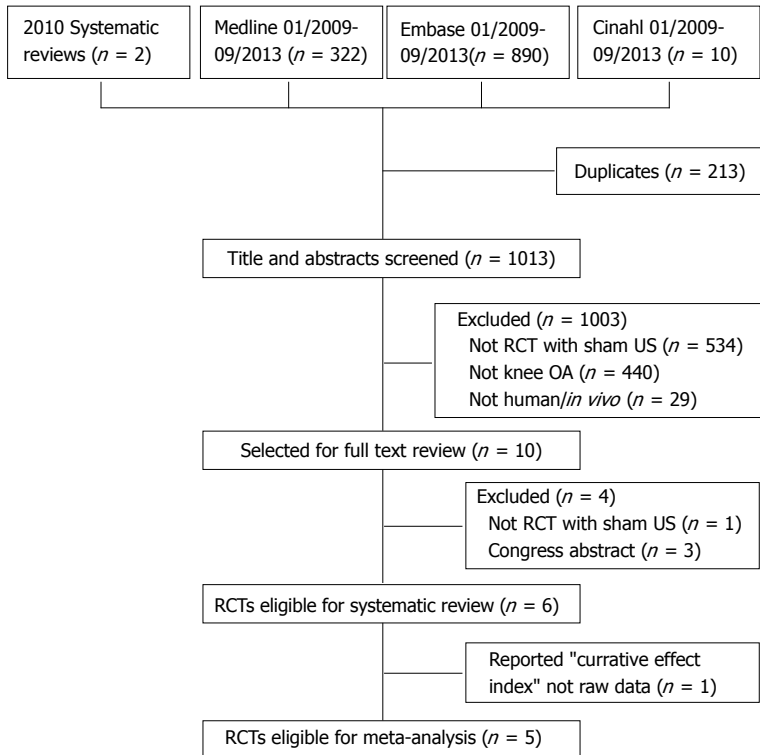 2010 Systematic
reviews (n = 2)
Medline 01/2009-
09/2013 (n = 322)
Embase 01/2009-
09/2013(n = 890)
Cinahl 01/2009-
09/2013 (n = 10)
Duplicates (n = 213)
Title and abstracts screened (n = 1013)
Excluded (n = 1003)
Not RCT with sham US (n = 534)
Not knee OA (n = 440)
Not human/in vivo (n = 29)
Selected for full text review (n = 10)
Excluded (n = 4)
Not RCT with sham US (n = 1)
Congress abstract (n = 3)
RCTs eligible for systematic review (n = 6)
Reported "currative effect
index" not raw data (n = 1)
RCTs eligible for meta-analysis (n = 5)